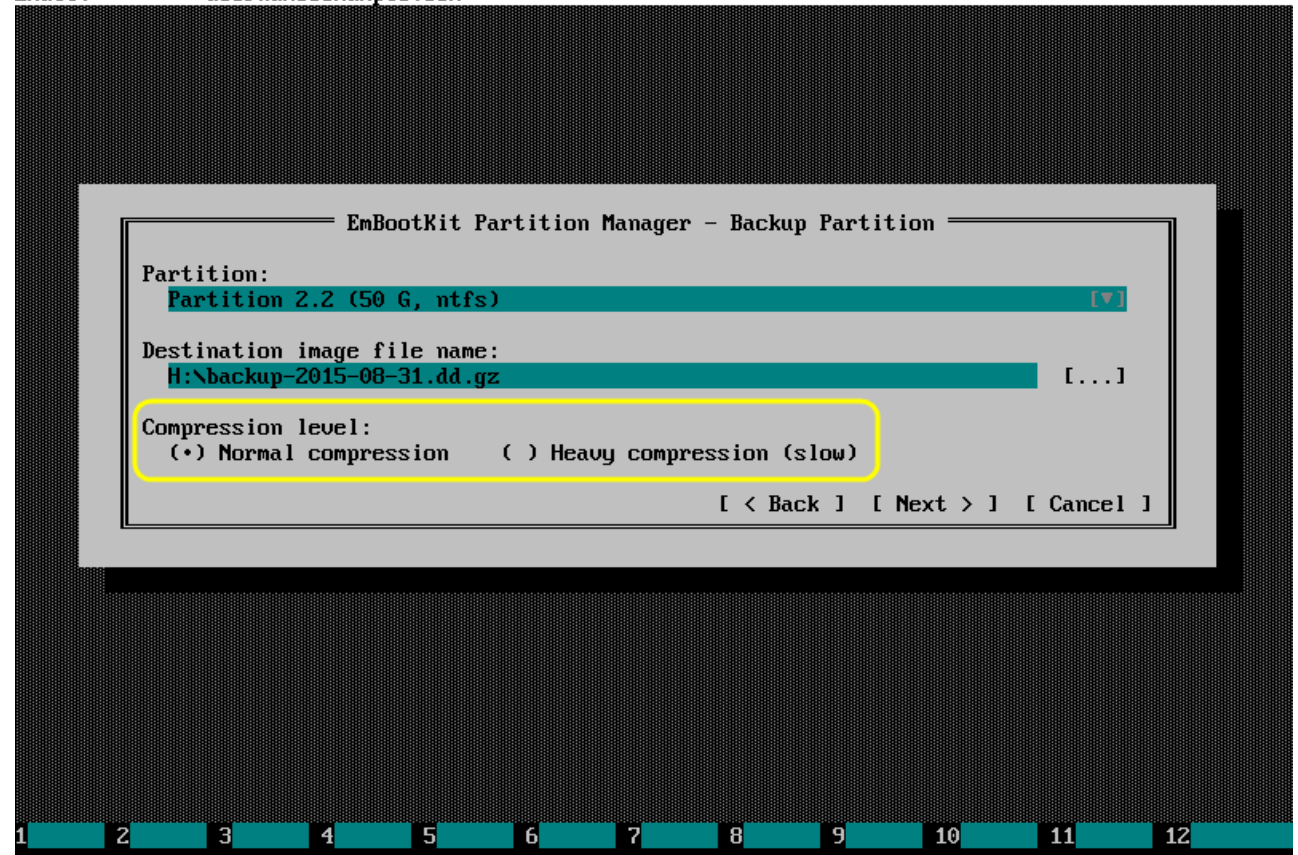 EmBootKit Partition Manager - Backup Partition
Partition:
Partition 2.2 (50 G, ntfs) [▼]
Destination image file name:
H:\backup-2015-08-31.dd.gz [...]
Compression level:
(•) Normal compression ( ) Heavy compression (slow)
[ < Back ] [ Next > ] [ Cancel ]
1 2 3 4 5 6 7 8 9 10 11 12